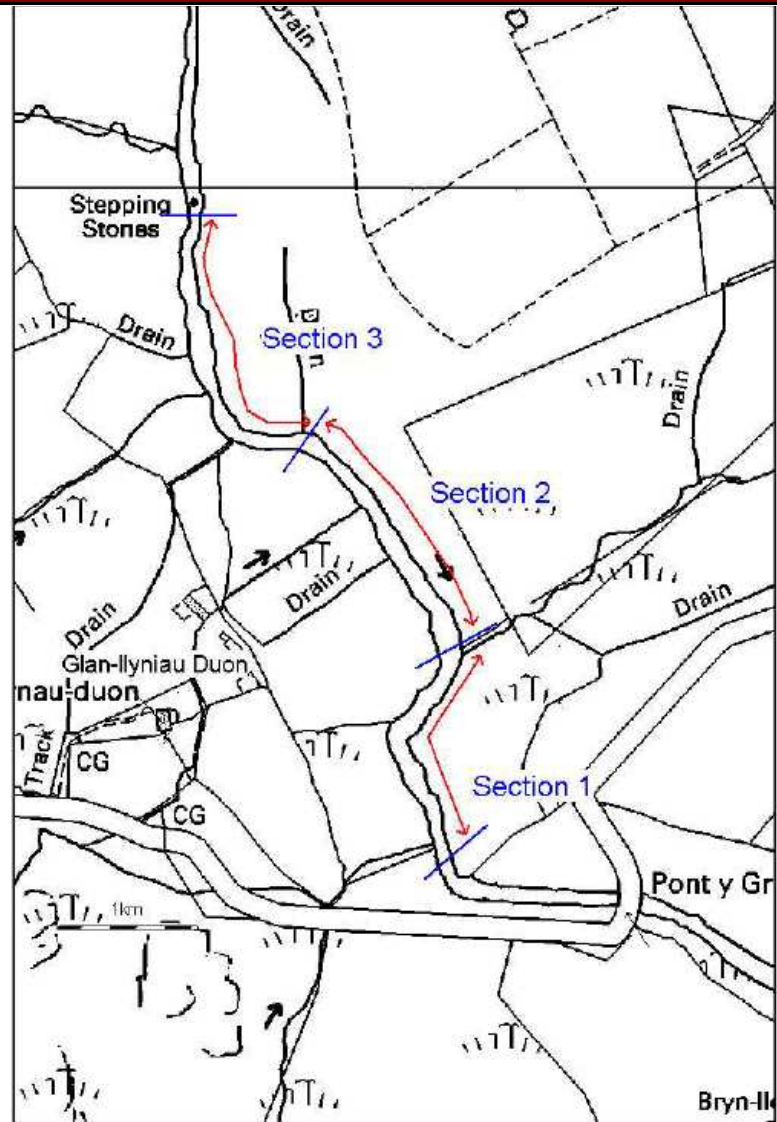 Drain
Stepping
Stones
Drain
Section 3
Drain
Section 2
Drain
Drain
Drain
Glan-llyniau Duon
nau-duon
Track
CG
CG
Section 1
Pont y Gr
1km
Bryn-ll